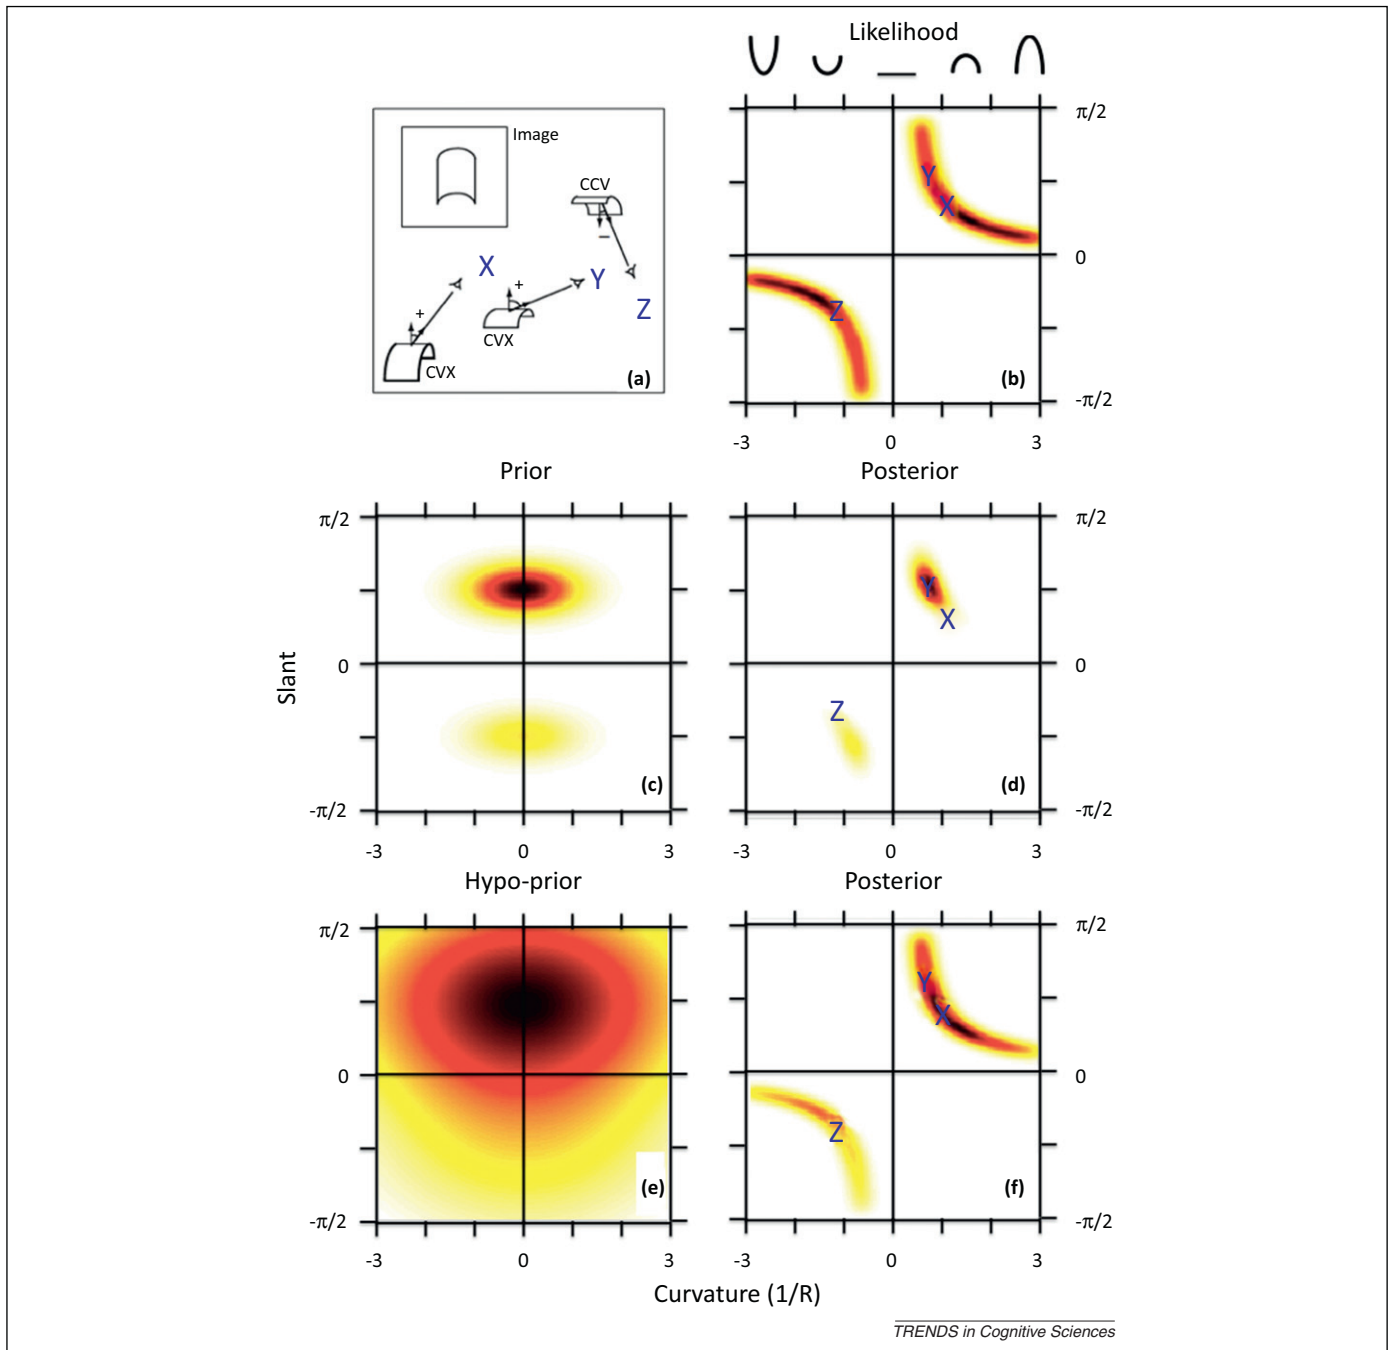 Likelihood
Image
CCV
–
X
+
Y
Z
+
CVX
CVX
(a)
π/2
Y
X
0
Z
(b)
-π/2
-3
0
3
Prior
Posterior
π/2
Slant
0
(c)
-π/2
-3
0
3
π/2
Y
X
0
Z
(d)
-π/2
-3
0
3
Hypo-prior
Posterior
π/2
0
(e)
-π/2
-3
0
3
π/2
Y
X
0
Z
(f)
-π/2
-3
0
3
Curvature (1/R)
TRENDS in Cognitive Sciences